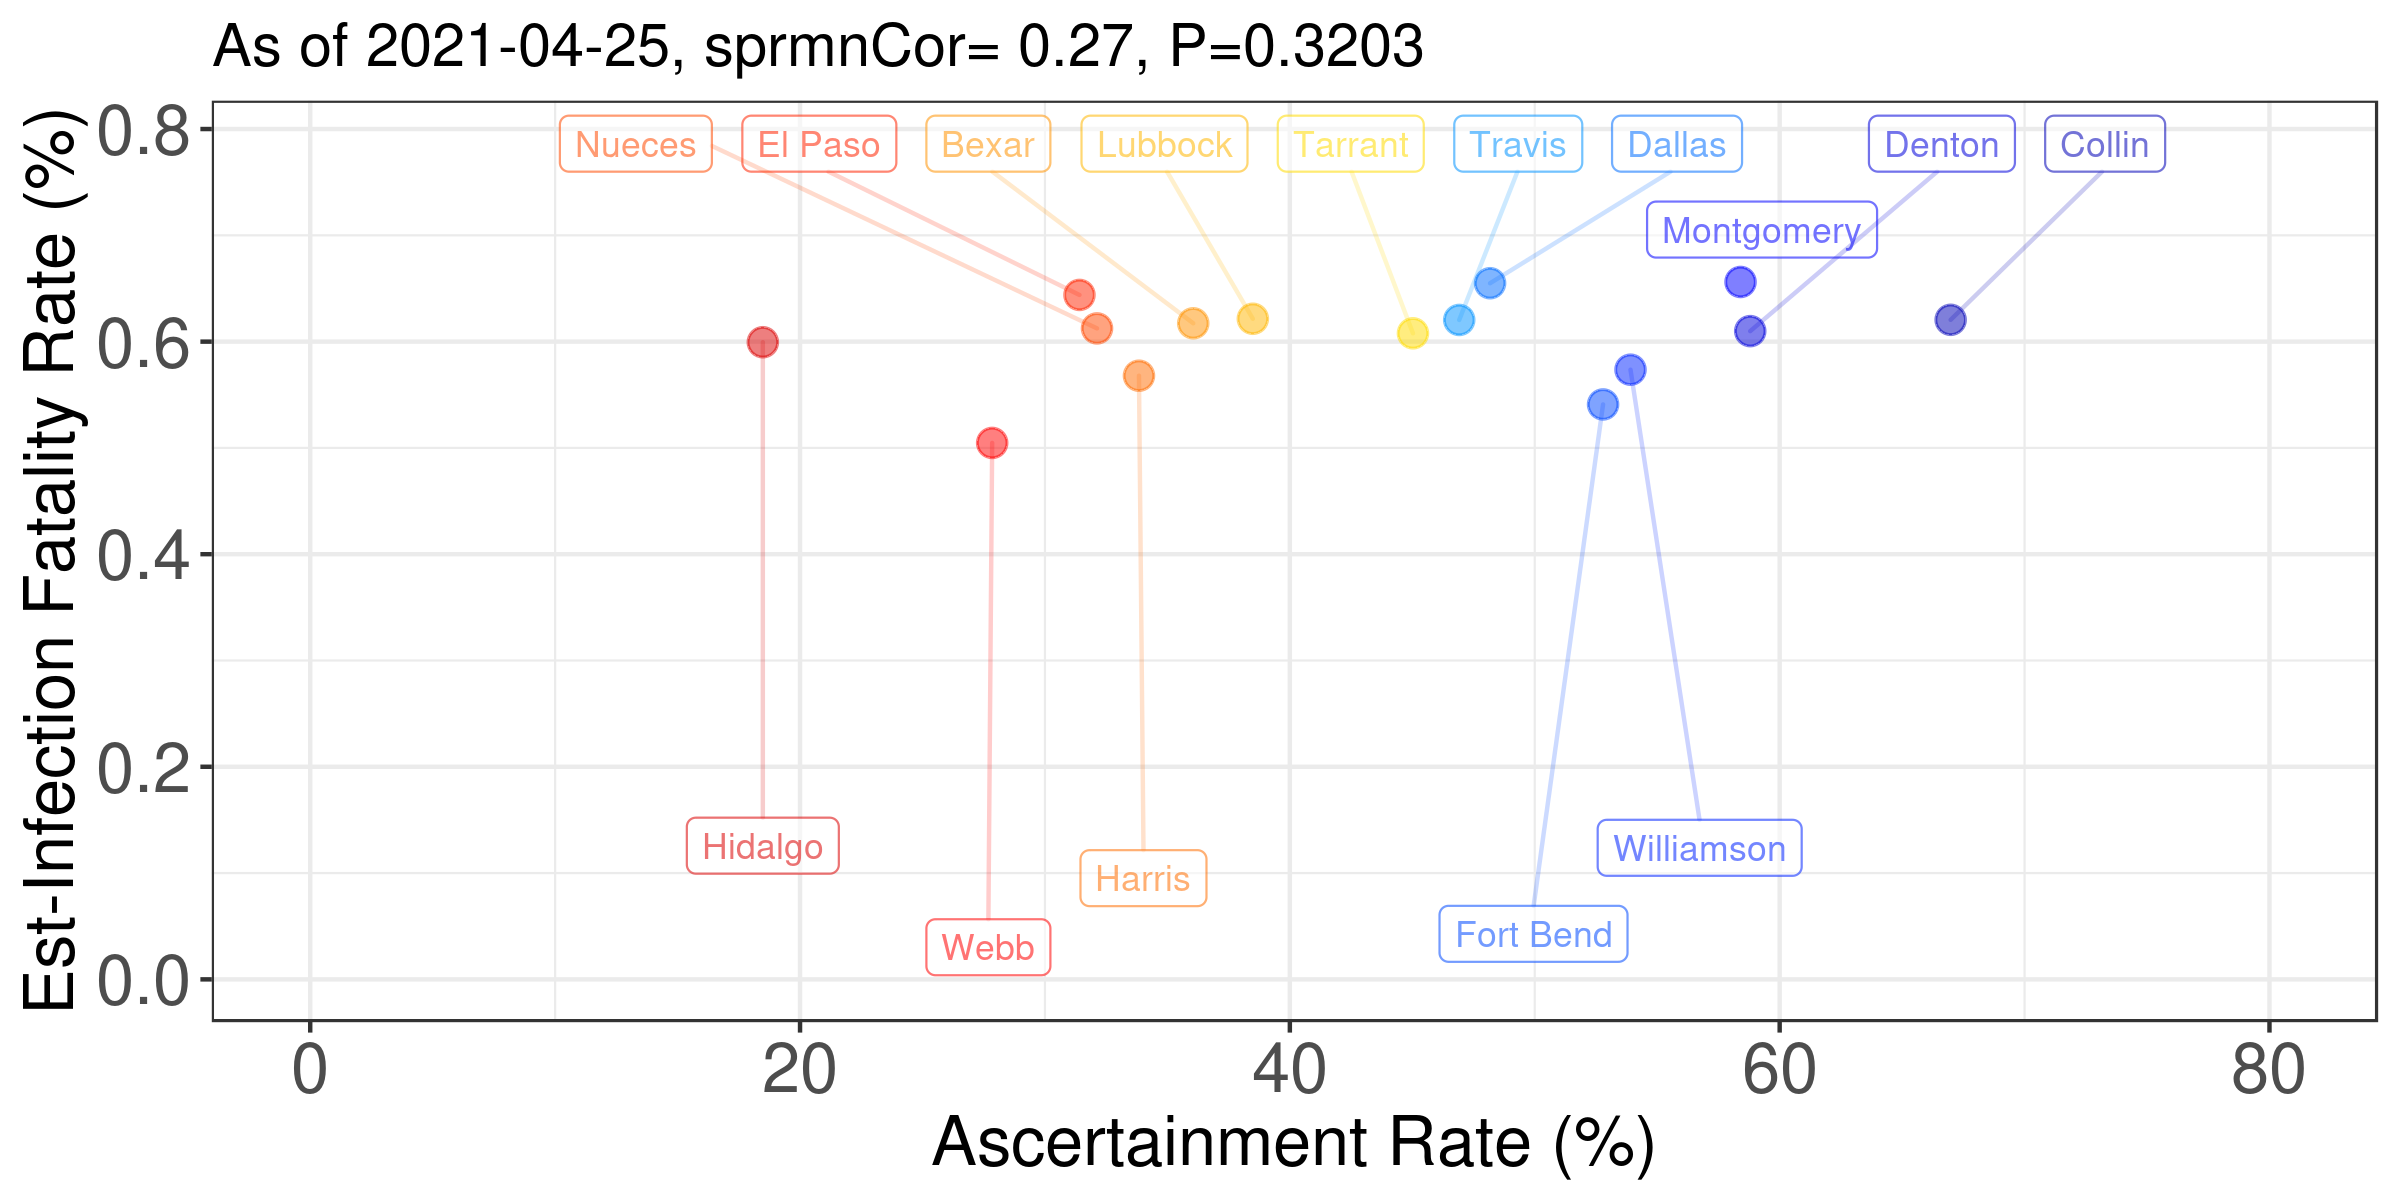 As of 2021-04-25, sprmnCor= 0.27, P=0.3203
Est-Infection Fatality Rate (%)
0.8
0.6
0.4
0.2
0.0
Nueces
El Paso
Bexar
Lubbock
Tarrant
Travis
Dallas
Denton
Collin
Montgomery
Hidalgo
Williamson
Harris
Fort Bend
Webb
0
20
40
60
80
Ascertainment Rate (%)